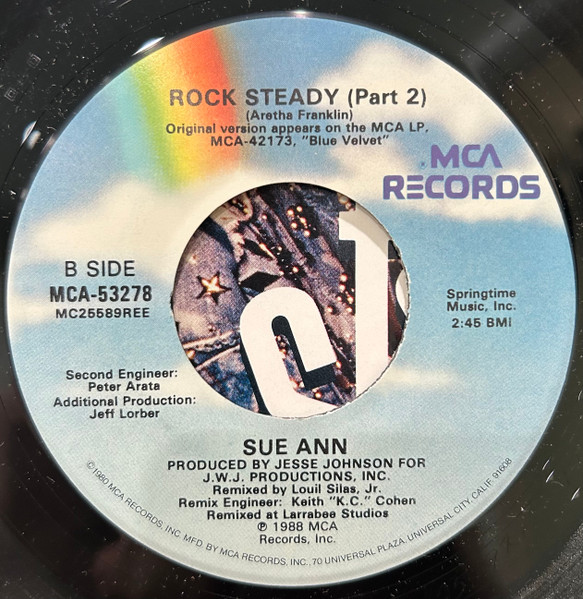 ROCK STEADY (Part 2)
(Aretha Franklin)
Original version appears on the MCA LP,
MCA-42173, "Blue Velvet"
MCA
RECORDS
B SIDE
MCA-53278
MC25589REE
Springtime
Music, Inc.
2:45 BMI
Second Engineer:
Peter Arata
Additional Production:
Jeff Lorber
SUE ANN
PRODUCED BY JESSE JOHNSON FOR
J.W.J. PRODUCTIONS, INC.
Remixed by Louil Silas, Jr.
Remix Engineer: Keith "K.C." Cohen
Remixed at Larrabee Studios
℗ 1988 MCA
Records, Inc.
©1980 MCA RECORDS, INC. MFD. BY MCA RECORDS, INC., 70 UNIVERSAL PLAZA, UNIVERSAL CITY, CALIF. 91608